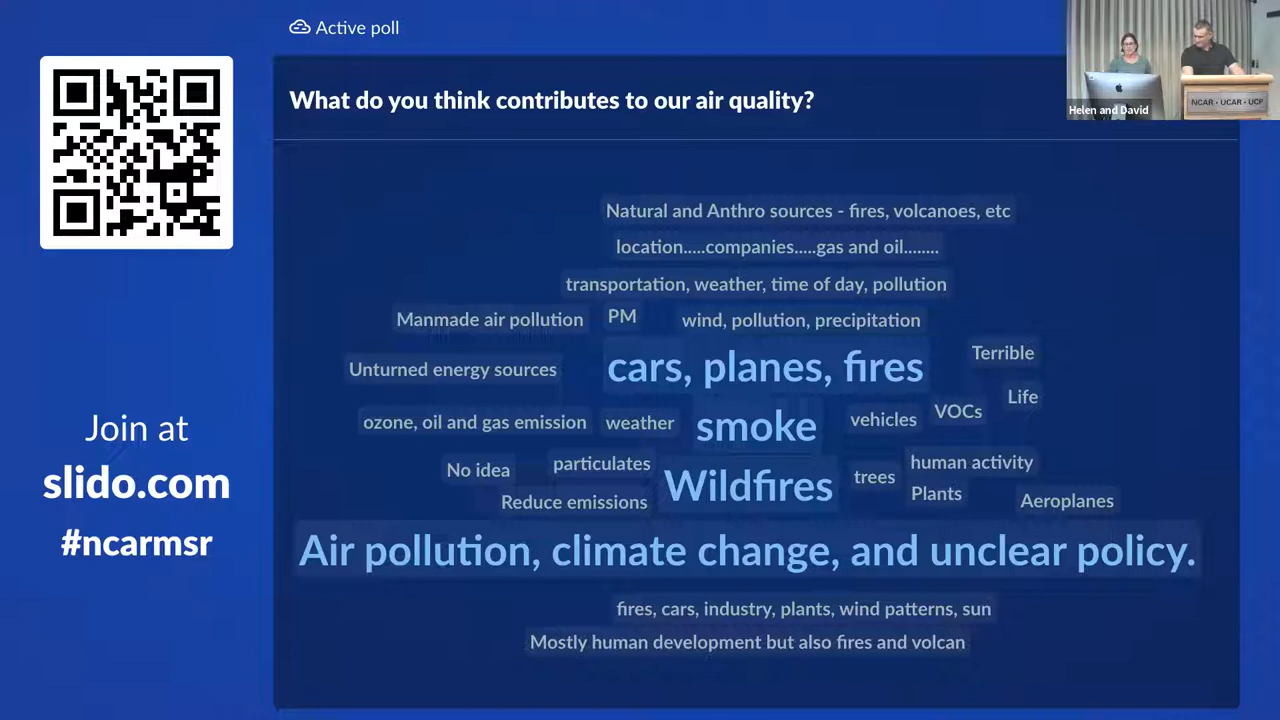 Active poll
What do you think contributes to our air quality?
Helen and David
NCAR • UCAR • UCP
Natural and Anthro sources - fires, volcanoes, etc
location.....companies.....gas and oil........
transportation, weather, time of day, pollution
Manmade air pollution
PM
wind, pollution, precipitation
Unturned energy sources
cars, planes, fires
Terrible
Life
ozone, oil and gas emission
weather
smoke
vehicles
VOCs
No idea
particulates
Wildfires
trees
human activity
Reduce emissions
Plants
Aeroplanes
Air pollution, climate change, and unclear policy.
fires, cars, industry, plants, wind patterns, sun
Mostly human development but also fires and volcan
Join at
slido.com
#ncarmsr